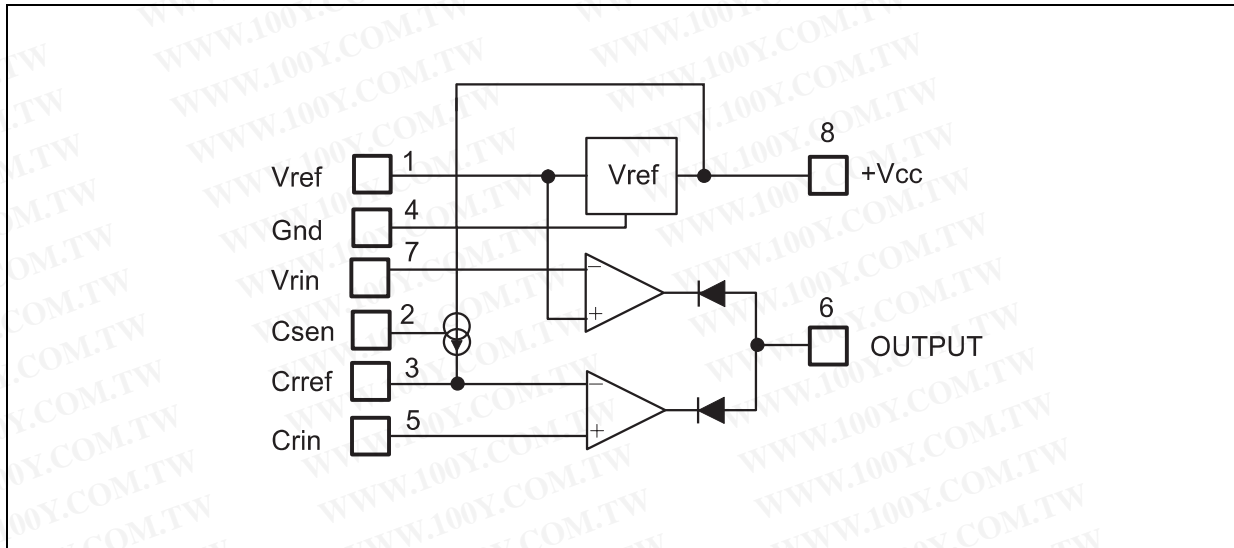 8
1
Vref
Vref
+Vcc
4
Gnd
7
Vrin
−
6
2
Csen
+
OUTPUT
3
Crref
−
5
Crin
+
WWW.100Y.COM.TW